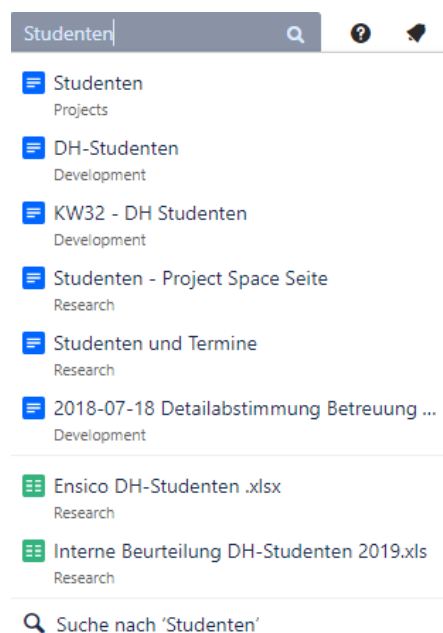 Studenten
Studenten
Projects
DH-Studenten
Development
KW32 - DH Studenten
Development
Studenten - Project Space Seite
Research
Studenten und Termine
Research
2018-07-18 Detailabstimmung Betreuung ...
Development
Ensico DH-Studenten .xlsx
Research
Interne Beurteilung DH-Studenten 2019.xls
Research
Suche nach ‘Studenten’